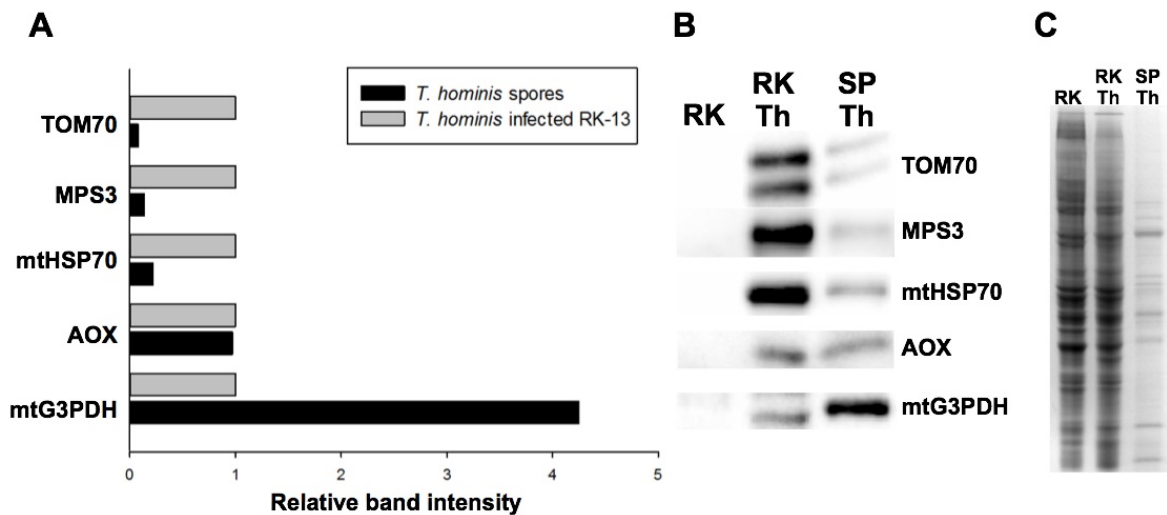 A
T. hominis spores
T. hominis infected RK-13
TOM70
MPS3
mtHSP70
AOX
mtG3PDH
0 1 2 3 4 5
Relative band intensity
B
RK RK Th SP Th
TOM70
MPS3
mtHSP70
AOX
mtG3PDH
C
RK RK Th SP Th